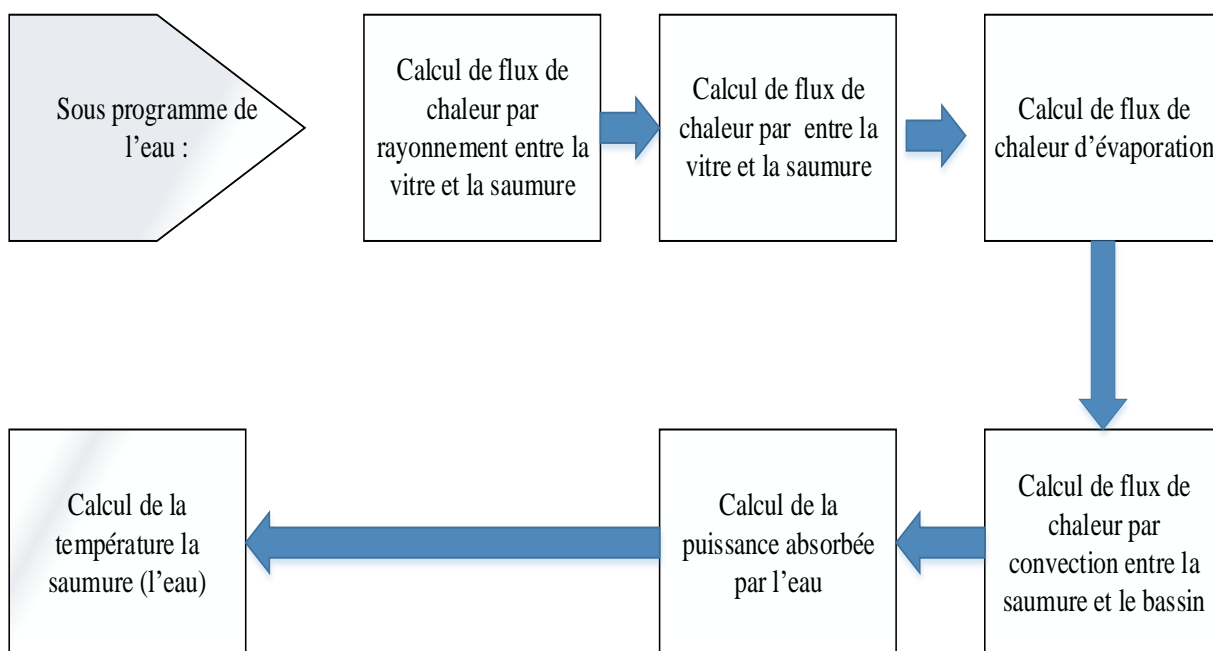 Sous programme de
l’eau :
Calcul de flux de
chaleur par
rayonnement entre la
vitre et la saumure
Calcul de flux de
chaleur par  entre la
vitre et la saumure
Calcul de flux de
chaleur d’évaporation
Calcul de flux de
chaleur par
convection entre la
saumure et le bassin
Calcul de la
puissance absorbée
par l’eau
Calcul de la
température la
saumure (l’eau)